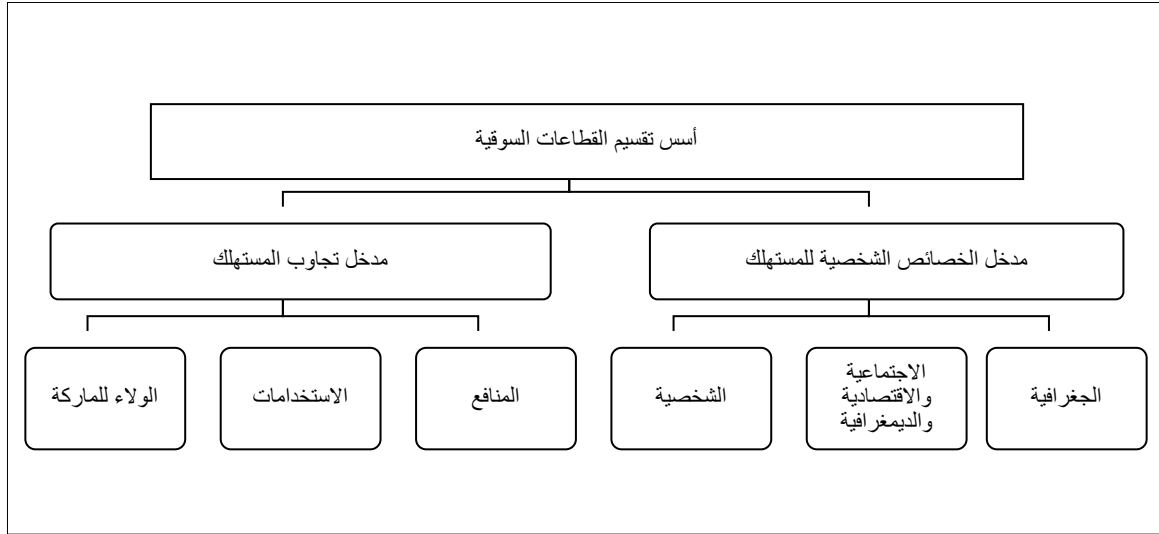 أسس تقسيم القطاعات السوقية
مدخل الخصائص الشخصية للمستهلك
مدخل تجاوب المستهلك
الجغرافية
الاجتماعية
والاقتصادية
والديمغرافية
الشخصية
المنافع
الاستخدامات
الولاء للماركة